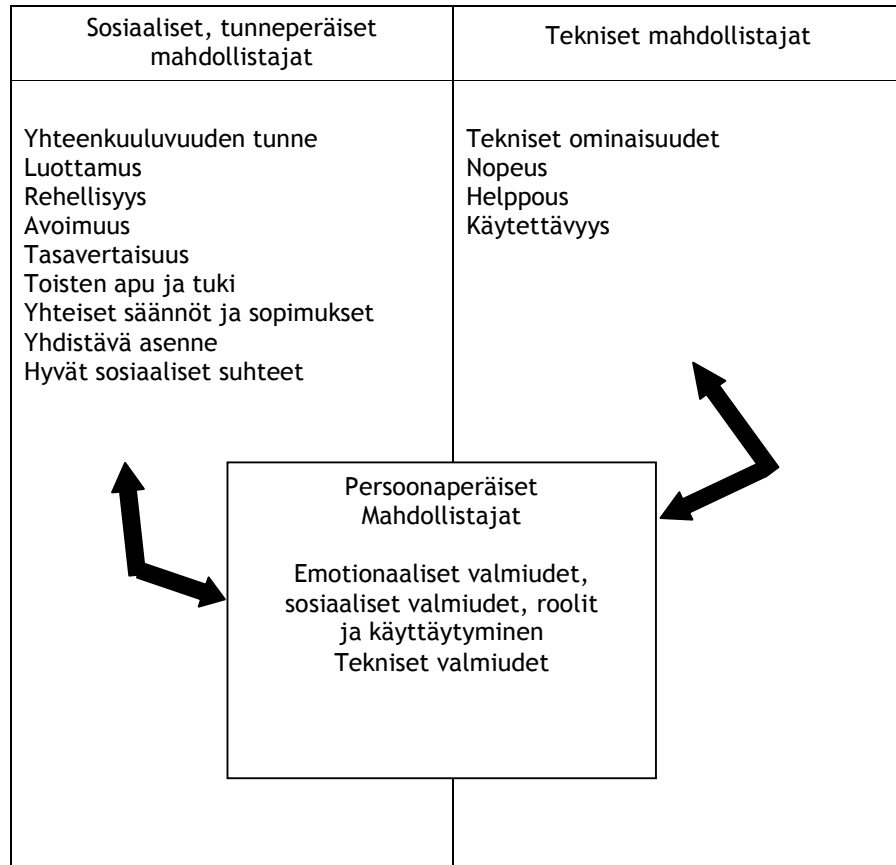 Sosiaaliset, tunneperäiset
mahdollistajat
Tekniset mahdollistajat
Yhteenkuuluvuuden tunne
Luottamus
Rehellisyys
Avoimuus
Tasavertaisuus
Toisten apu ja tuki
Yhteiset säännöt ja sopimukset
Yhdistävä asenne
Hyvät sosiaaliset suhteet
Tekniset ominaisuudet
Nopeus
Helppous
Käytettävyys
Persoonaperäiset
Mahdollistajat
Emotionaaliset valmiudet,
sosiaaliset valmiudet, roolit
ja käyttäytyminen
Tekniset valmiudet